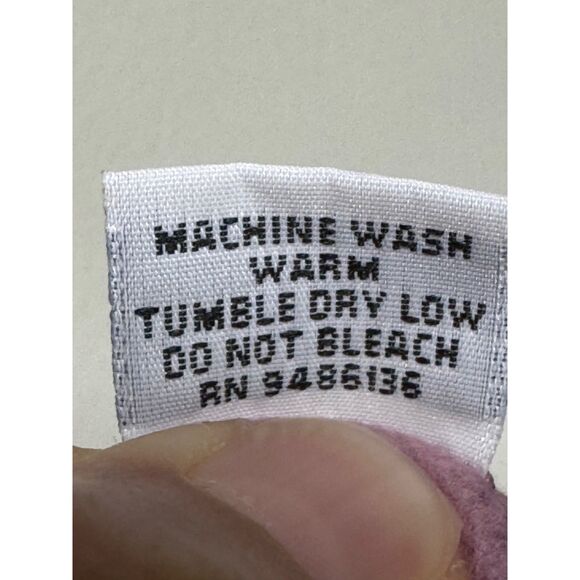 MACHINE WASH
WARM
TUMBLE DRY LOW
DO NOT BLEACH
RN 9486136